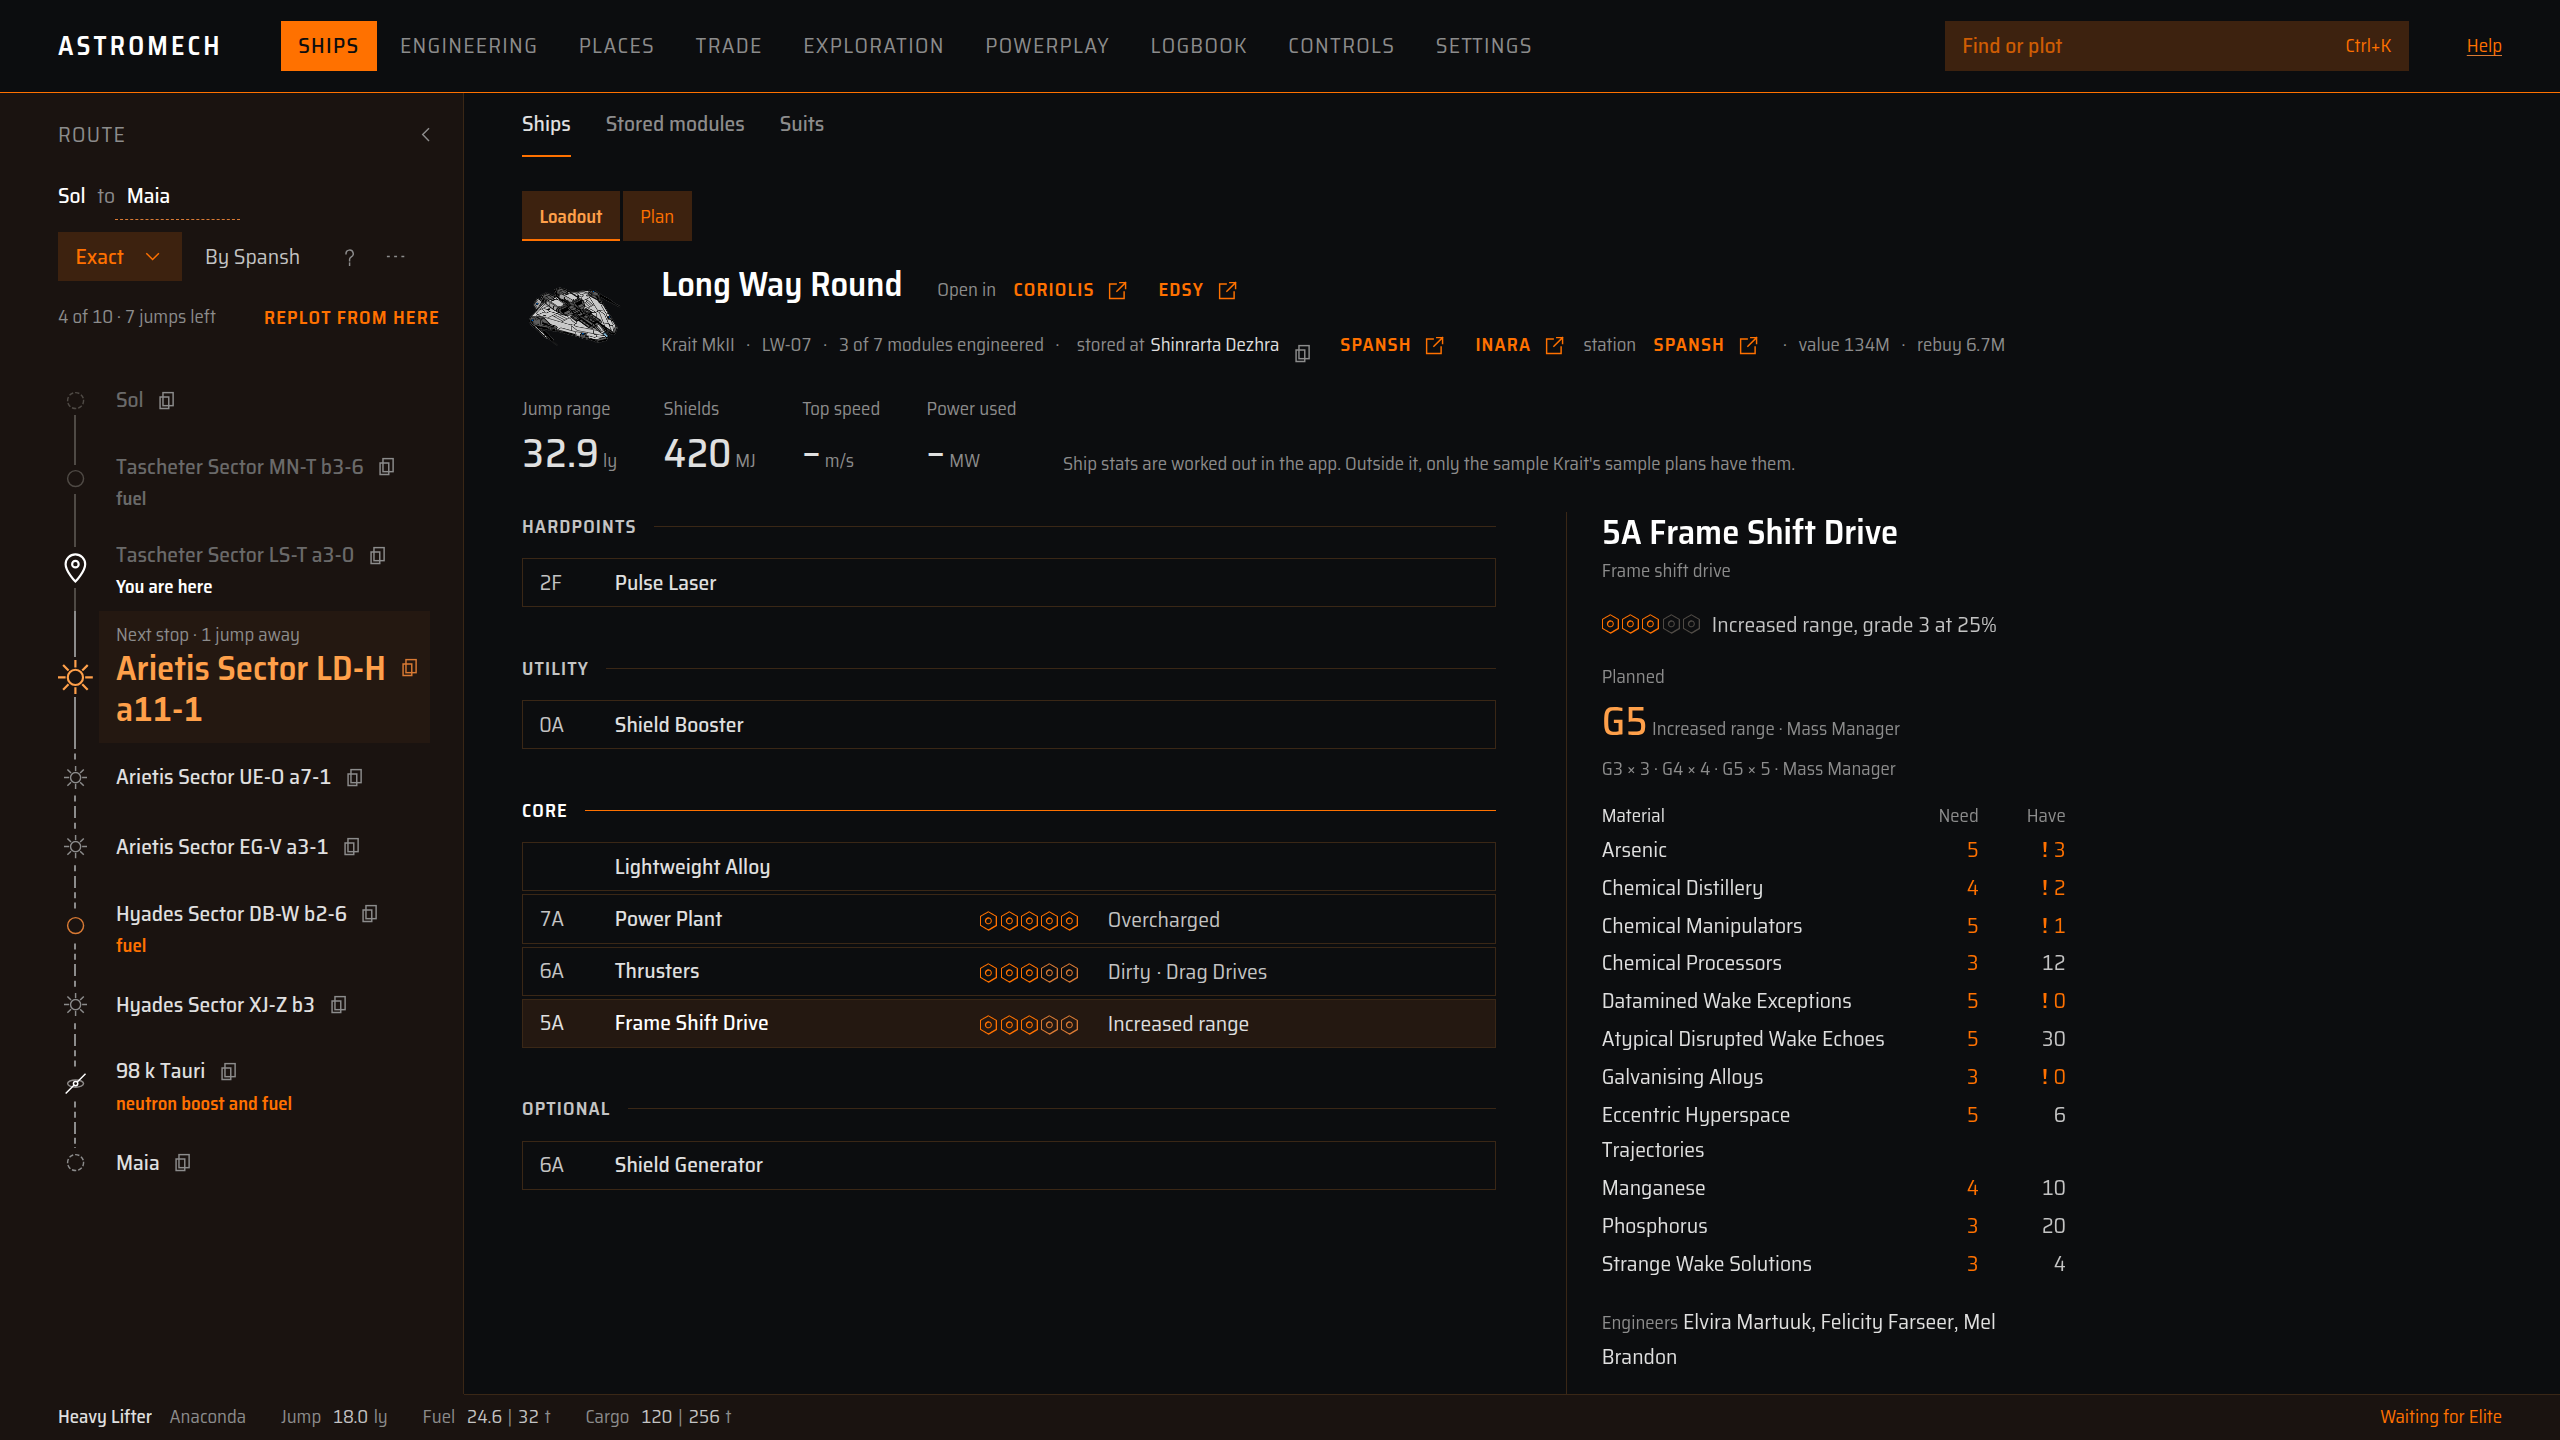 ASTROMECH
SHIPS ENGINEERING PLACES TRADE EXPLORATION POWERPLAY LOGBOOK CONTROLS SETTINGS
Find or plot Ctrl+K
Help
ROUTE
Sol to Maia
Exact By Spansh ? ...
4 of 10 · 7 jumps left REPLOT FROM HERE
Sol
Tascheter Sector MN-T b3-6
fuel
Tascheter Sector LS-T a3-0
You are here
Next stop · 1 jump away
Arietis Sector LD-H
a11-1
Arietis Sector UE-O a7-1
Arietis Sector EG-V a3-1
Hyades Sector DB-W b2-6
fuel
Hyades Sector XJ-Z b3
98 k Tauri
neutron boost and fuel
Maia
Ships Stored modules Suits
Loadout Plan
Long Way Round Open in CORIOLIS EDSY
Krait MkII · LW-07 · 3 of 7 modules engineered · stored at Shinrarta Dezhra SPANSH INARA station SPANSH · value 134M · rebuy 6.7M
Jump range Shields Top speed Power used
32.9 ly 420 MJ – m/s – MW Ship stats are worked out in the app. Outside it, only the sample Krait's sample plans have them.
HARDPOINTS
2F Pulse Laser
UTILITY
0A Shield Booster
CORE
Lightweight Alloy
7A Power Plant Overcharged
6A Thrusters Dirty · Drag Drives
5A Frame Shift Drive Increased range
OPTIONAL
6A Shield Generator
5A Frame Shift Drive
Frame shift drive
Increased range, grade 3 at 25%
Planned
G5 Increased range · Mass Manager
G3 × 3 · G4 × 4 · G5 × 5 · Mass Manager
Material Need Have
Arsenic 5 ! 3
Chemical Distillery 4 ! 2
Chemical Manipulators 5 ! 1
Chemical Processors 3 12
Datamined Wake Exceptions 5 ! 0
Atypical Disrupted Wake Echoes 5 30
Galvanising Alloys 3 ! 0
Eccentric Hyperspace 5 6
Trajectories
Manganese 4 10
Phosphorus 3 20
Strange Wake Solutions 3 4
Engineers Elvira Martuuk, Felicity Farseer, Mel
Brandon
Heavy Lifter Anaconda Jump 18.0 ly Fuel 24.6 | 32 t Cargo 120 | 256 t
Waiting for Elite